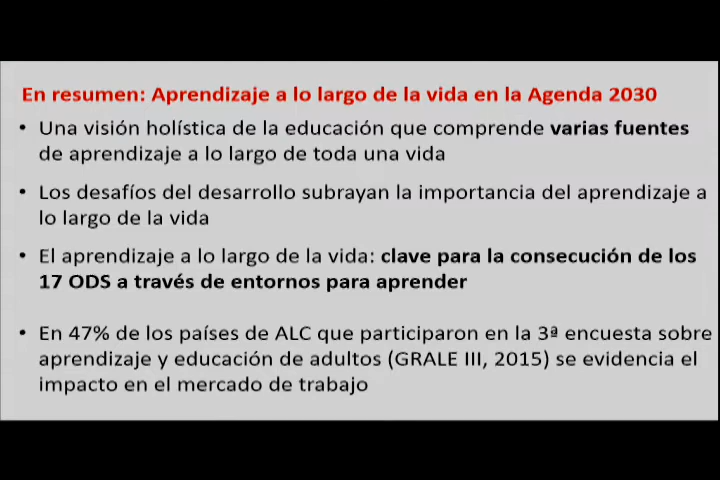 En resumen: Aprendizaje a lo largo de la vida en la Agenda 2030
• Una visión holística de la educación que comprende varias fuentes
de aprendizaje a lo largo de toda una vida
• Los desafíos del desarrollo subrayan la importancia del aprendizaje a
lo largo de la vida
• El aprendizaje a lo largo de la vida: clave para la consecución de los
17 ODS a través de entornos para aprender
• En 47% de los países de ALC que participaron en la 3ª encuesta sobre
aprendizaje y educación de adultos (GRALE III, 2015) se evidencia el
impacto en el mercado de trabajo